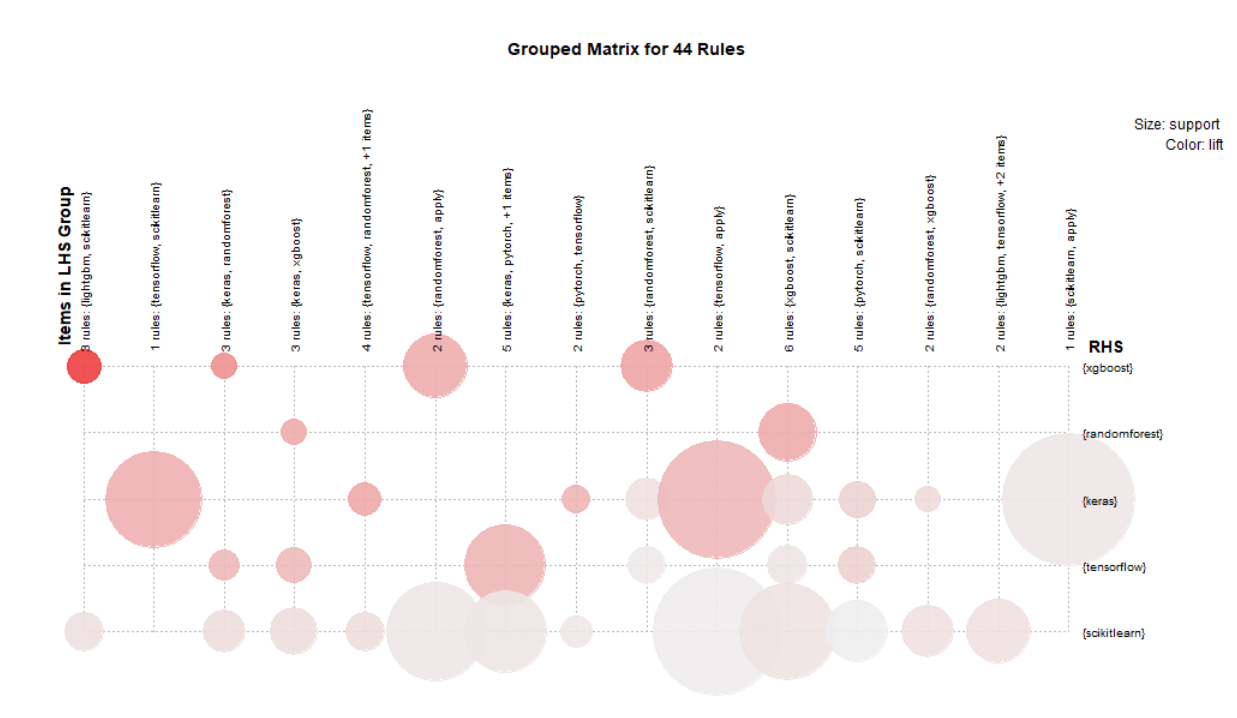 Grouped Matrix for 44 Rules
Size: support
Color: lift
Items in LHS Group
3 rules: {lightgbm, scikitlearn}
1 rules: {tensorflow, scikitlearn}
3 rules: {keras, randomforest}
3 rules: {keras, xgboost}
4 rules: {tensorflow, randomforest, +1 items}
2 rules: {randomforest, apply}
5 rules: {keras, pytorch, +1 items}
2 rules: {pytorch, tensorflow}
3 rules: {randomforest, scikitlearn}
2 rules: {tensorflow, apply}
6 rules: {xgboost, scikitlearn}
5 rules: {pytorch, scikitlearn}
2 rules: {randomforest, xgboost}
2 rules: {lightgbm, tensorflow, +2 items}
1 rules: {scikitlearn, apply}
RHS
{xgboost}
{randomforest}
{keras}
{tensorflow}
{scikitlearn}